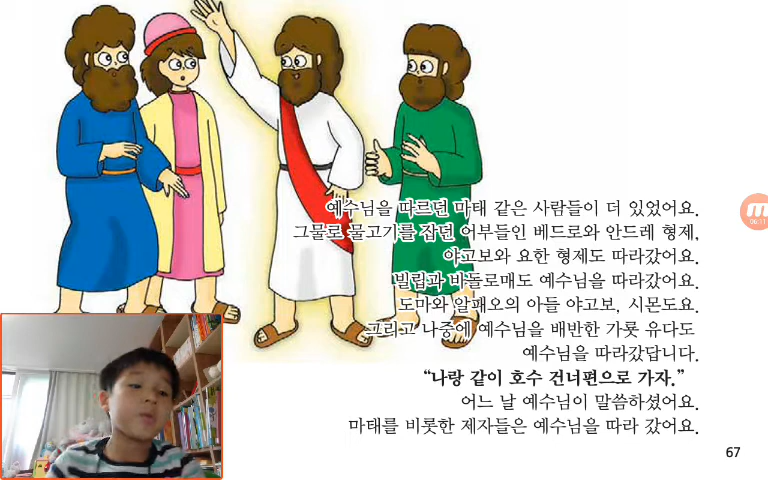 예수님을 따르던 마태 같은 사람들이 더 있었어요.
그물로 물고기를 잡던 어부들인 베드로와 안드레 형제,
야고보와 요한 형제도 따라갔어요.
빌립과 바돌로매도 예수님을 따라갔어요.
도마와 알패오의 아들 야고보, 시몬도요.
그리고 나중에 예수님을 배반한 가룟 유다도
예수님을 따라갔답니다.
“나랑 같이 호수 건너편으로 가자.”
어느 날 예수님이 말씀하셨어요.
마태를 비롯한 제자들은 예수님을 따라 갔어요.
67